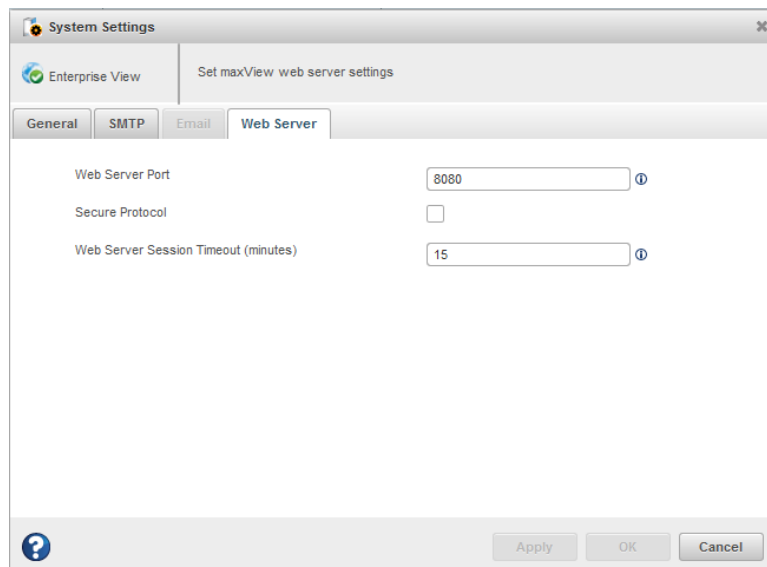 System Settings
Enterprise View
Set maxView web server settings
General SMTP Email Web Server
Web Server Port 8080
Secure Protocol
Web Server Session Timeout (minutes) 15
Apply OK Cancel